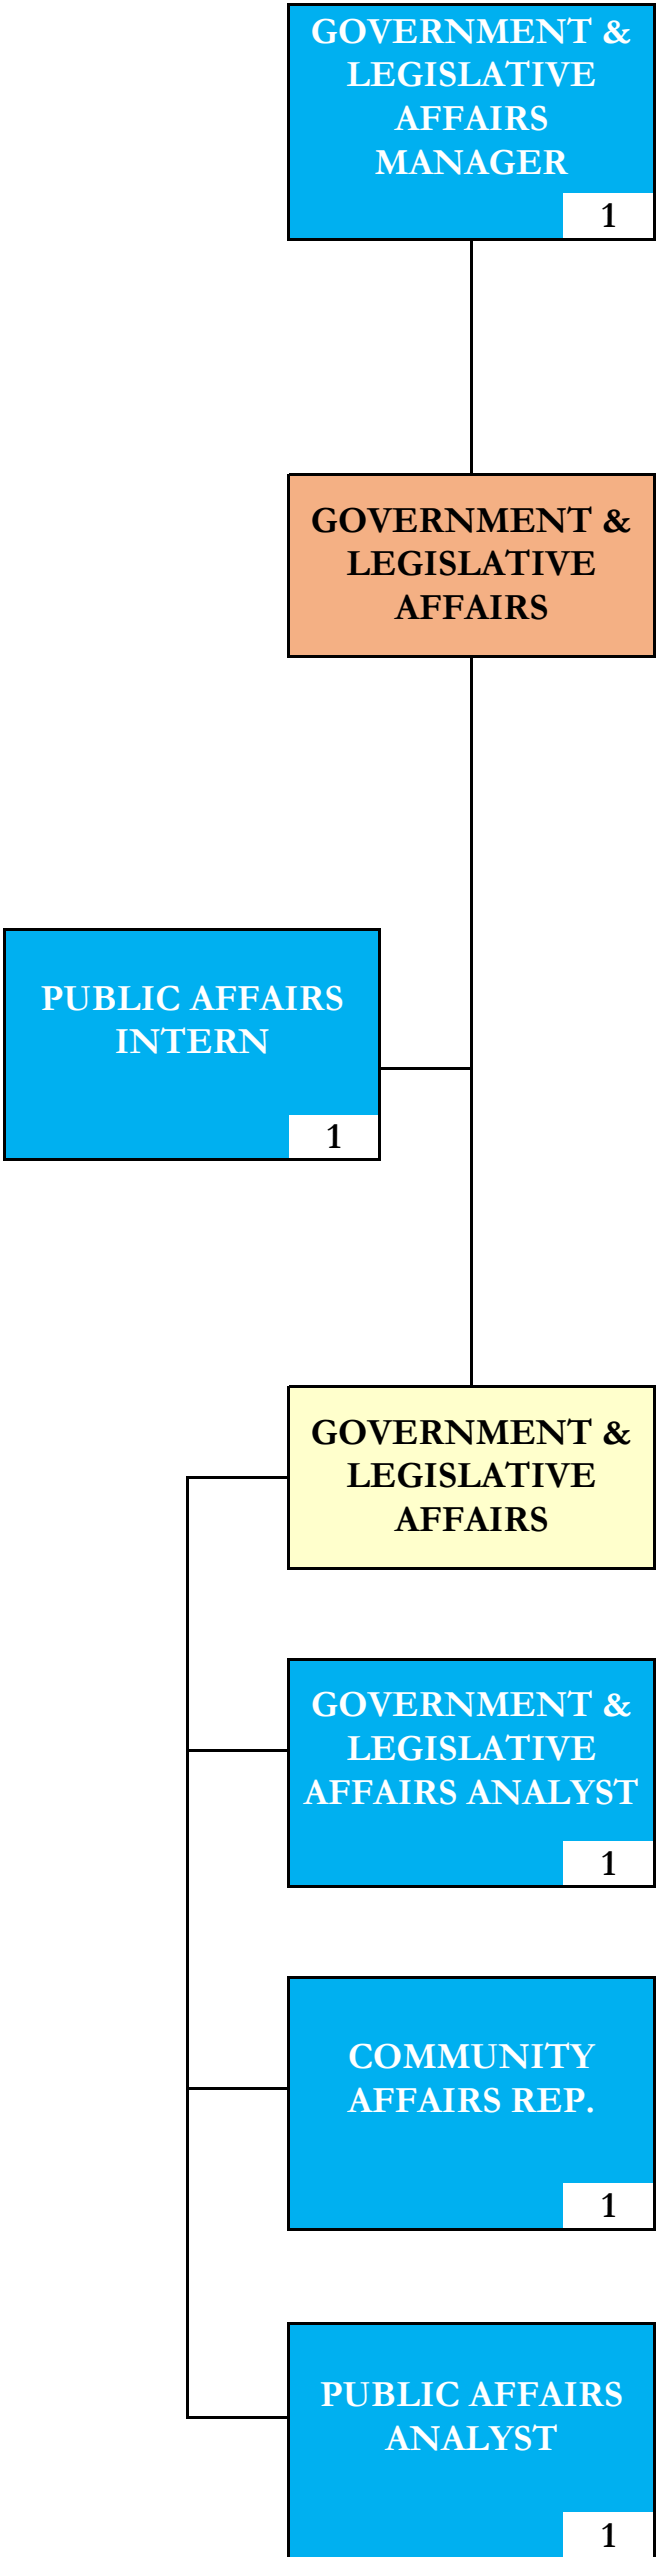 GOVERNMENT &
LEGISLATIVE
AFFAIRS
MANAGER
1
GOVERNMENT &
LEGISLATIVE
AFFAIRS
PUBLIC AFFAIRS
INTERN
1
GOVERNMENT &
LEGISLATIVE
AFFAIRS
GOVERNMENT &
LEGISLATIVE
AFFAIRS ANALYST
1
COMMUNITY
AFFAIRS REP.
1
PUBLIC AFFAIRS
ANALYST
1